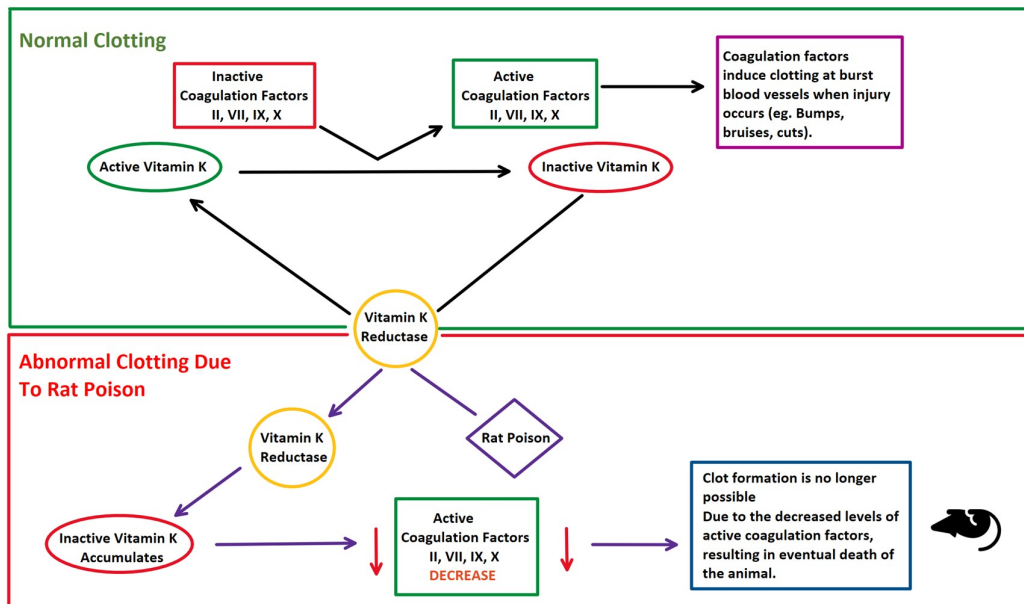 Normal Clotting
Inactive
Coagulation Factors
II, VII, IX, X
Active
Coagulation Factors
II, VII, IX, X
Coagulation factors
induce clotting at burst
blood vessels when injury
occurs (eg. Bumps,
bruises, cuts).
Active Vitamin K
Inactive Vitamin K
Vitamin K
Reductase
Abnormal Clotting Due
To Rat Poison
Vitamin K
Reductase
Rat Poison
Inactive Vitamin K
Accumulates
Active
Coagulation Factors
II, VII, IX, X
DECREASE
Clot formation is no longer
possible
Due to the decreased levels of
active coagulation factors,
resulting in eventual death of
the animal.